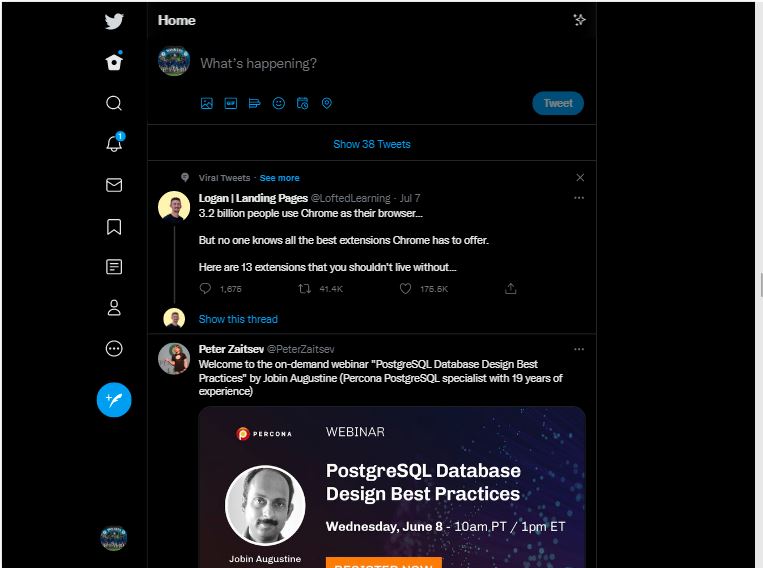 Home
What's happening?
GIF
Tweet
Show 38 Tweets
1
Viral Tweets · See more
Logan | Landing Pages @LoftedLearning · Jul 7
3.2 billion people use Chrome as their browser...
But no one knows all the best extensions Chrome has to offer.
Here are 13 extensions that you shouldn't live without...
1,675 41.4K 175.5K
Show this thread
Peter Zaitsev @PeterZaitsev
Welcome to the on-demand webinar "PostgreSQL Database Design Best
Practices" by Jobin Augustine (Percona PostgreSQL specialist with 19 years of
experience)
PERCONA
WEBINAR
PostgreSQL Database
Design Best Practices
Wednesday, June 8 - 10am PT / 1pm ET
Jobin Augustine
REGISTER NOW